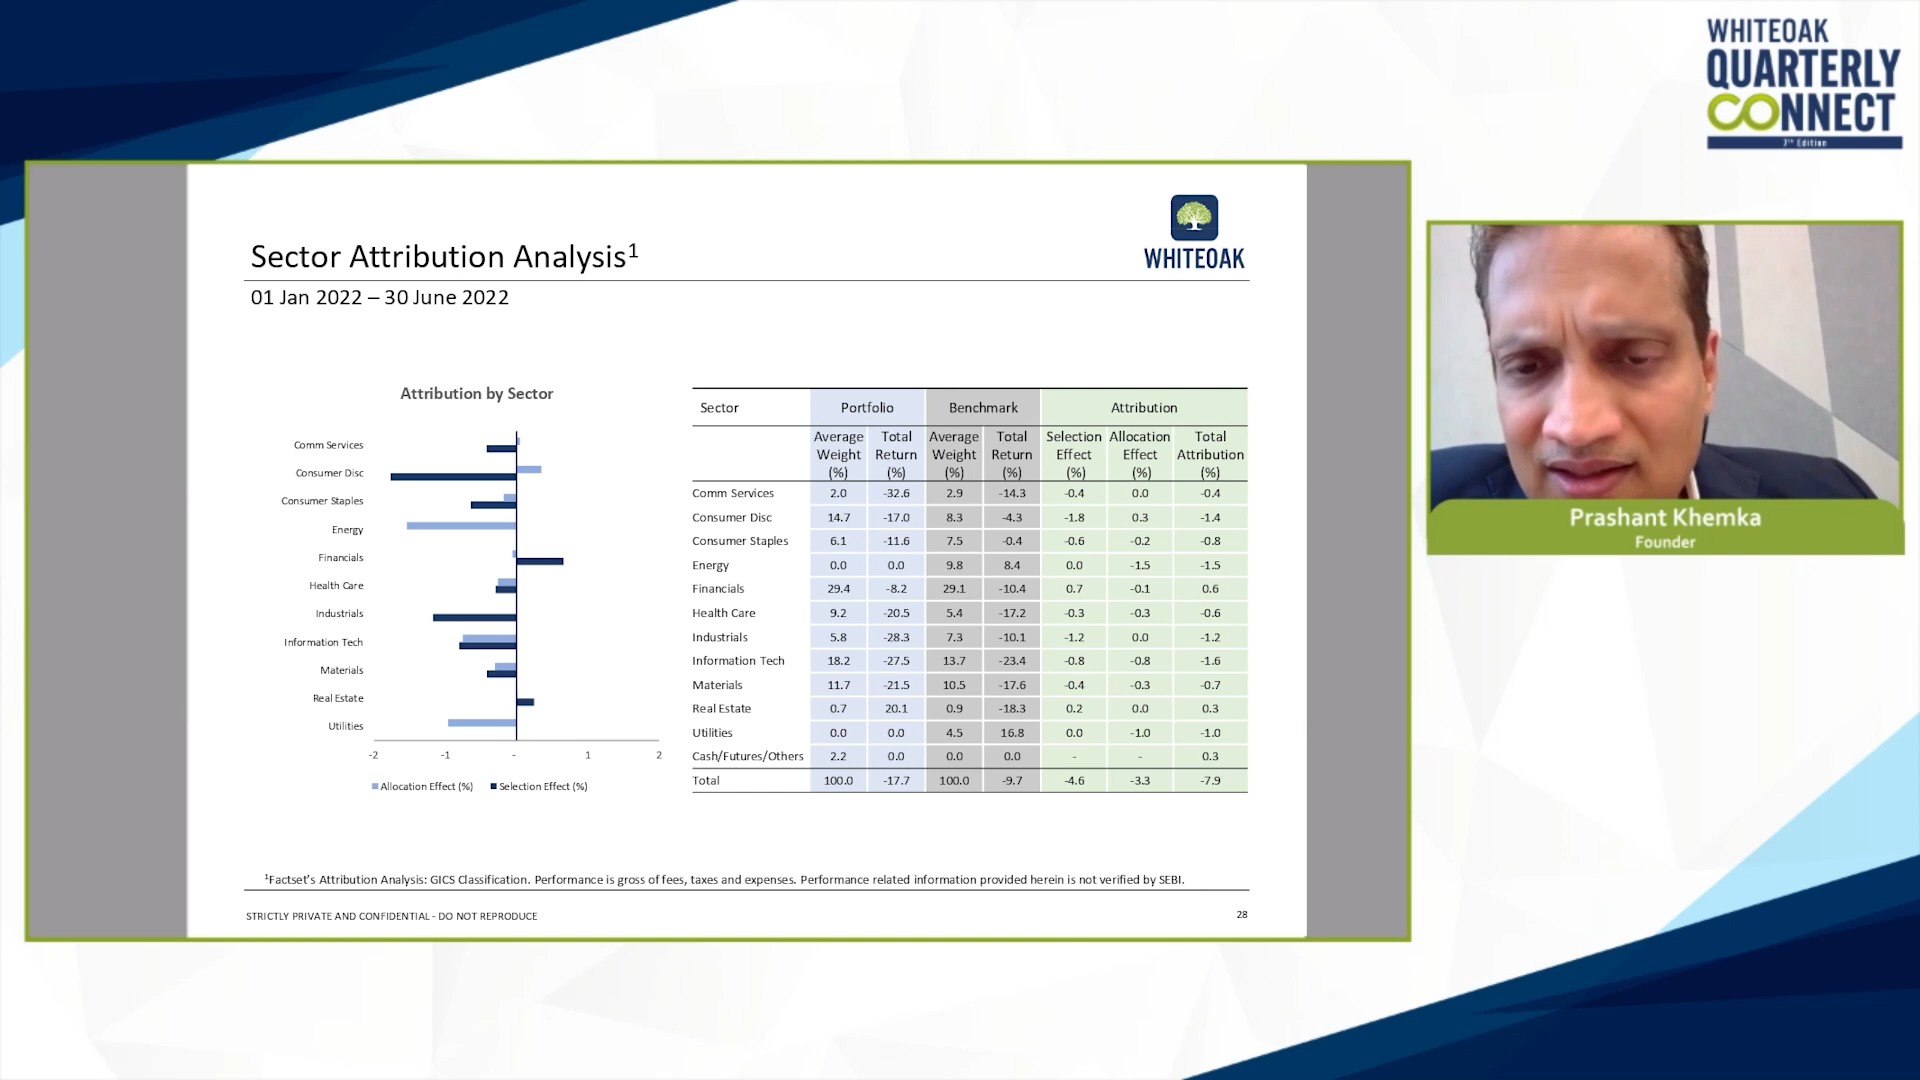 WHITEOAK
QUARTERLY
CONNECT
Edition
WHITEOAK
Sector Attribution Analysis¹
01 Jan 2022 – 30 June 2022
Attribution by Sector
Comm Services
Consumer Disc
Consumer Staples
Energy
Financials
Health Care
Industrials
Information Tech
Materials
Real Estate
Utilities
-2 -1 - 1 2
Allocation Effect (%) Selection Effect (%)
Sector Portfolio Benchmark Attribution
Average Total Average Total Selection Allocation Total
Weight Return Weight Return Effect Effect Attribution
(%) (%) (%) (%) (%) (%) (%)
Comm Services 2.0 -32.6 2.9 -14.3 -0.4 0.0 -0.4
Consumer Disc 14.7 -17.0 8.3 -4.3 -1.8 0.3 -1.4
Consumer Staples 6.1 -11.6 7.5 -0.4 -0.6 -0.2 -0.8
Energy 0.0 0.0 9.8 8.4 0.0 -1.5 -1.5
Financials 29.4 -8.2 29.1 -10.4 0.7 -0.1 0.6
Health Care 9.2 -20.5 5.4 -17.2 -0.3 -0.3 -0.6
Industrials 5.8 -28.3 7.3 -10.1 -1.2 0.0 -1.2
Information Tech 18.2 -27.5 13.7 -23.4 -0.8 -0.8 -1.6
Materials 11.7 -21.5 10.5 -17.6 -0.4 -0.3 -0.7
Real Estate 0.7 20.1 0.9 -18.3 0.2 0.0 0.3
Utilities 0.0 0.0 4.5 16.8 0.0 -1.0 -1.0
Cash/Futures/Others 2.2 0.0 0.0 0.0 - - 0.3
Total 100.0 -17.7 100.0 -9.7 -4.6 -3.3 -7.9
¹Factset's Attribution Analysis: GICS Classification. Performance is gross of fees, taxes and expenses. Performance related information provided herein is not verified by SEBI.
STRICTLY PRIVATE AND CONFIDENTIAL - DO NOT REPRODUCE
28
Prashant Khemka
Founder